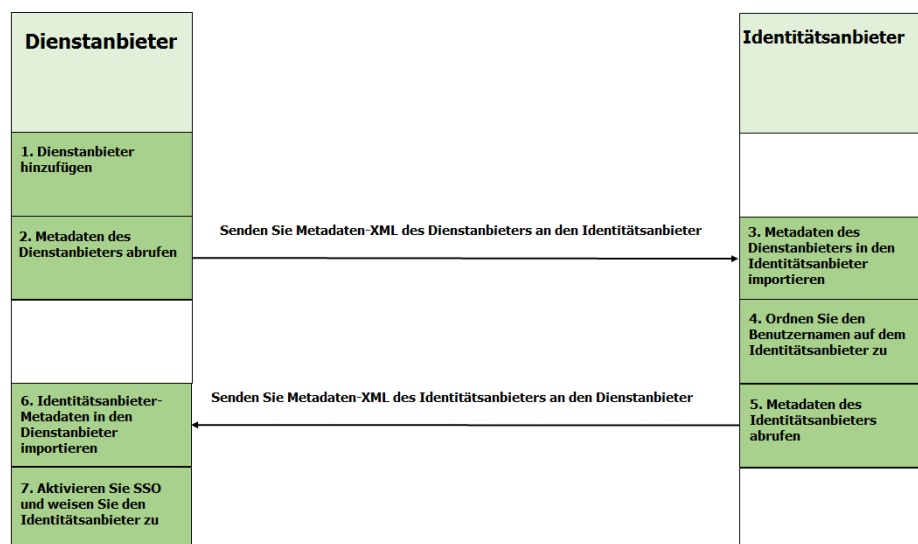 Dienstanbieter
Identitätsanbieter
1. Dienstanbieter
hinzufügen
2. Metadaten des
Dienstanbieters abrufen
Senden Sie Metadaten-XML des Dienstanbieters an den Identitätsanbieter
3. Metadaten des
Dienstanbieters in den
Identitätsanbieter
importieren
4. Ordnen Sie den
Benutzernamen auf dem
Identitätsanbieter zu
5. Metadaten des
Identitätsanbieters
abrufen
Senden Sie Metadaten-XML des Identitätsanbieters an den Dienstanbieter
6. Identitätsanbieter-
Metadaten in den
Dienstanbieter
importieren
7. Aktivieren Sie SSO
und weisen Sie den
Identitätsanbieter zu